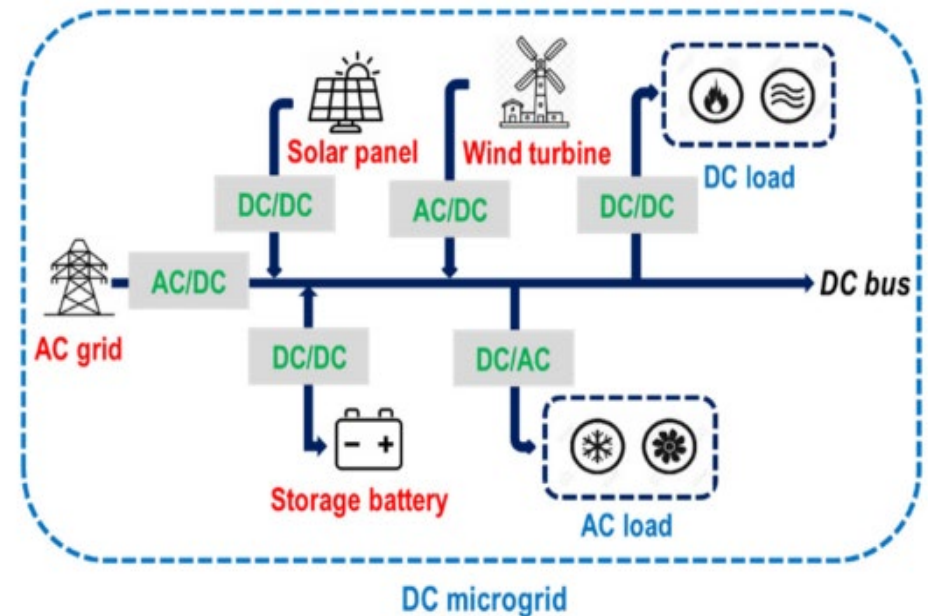 Solar panel
Wind turbine
DC load
DC/DC
AC/DC
DC/DC
AC/DC
DC bus
AC grid
DC/DC
DC/AC
- +
Storage battery
AC load
DC microgrid